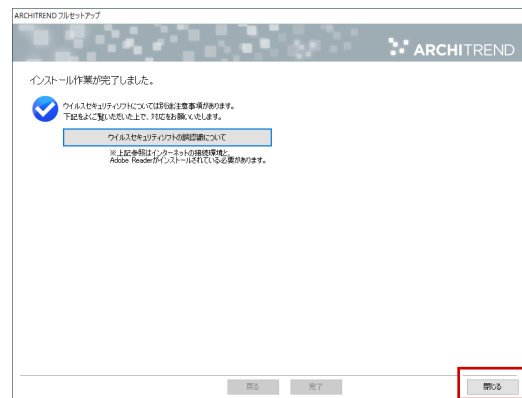 ARCHITREND フルセットアップ
ARCHITREND
インストール作業が完了しました。
ウイルスセキュリティソフトについては別途注意事項があります。
下記をよくご覧いただいた上で、対応をお願いいたします。
ウイルスセキュリティソフトの誤認識について
※上記参照はインターネットの接続環境と、
Adobe Readerがインストールされている必要があります。
戻る 完了 閉じる